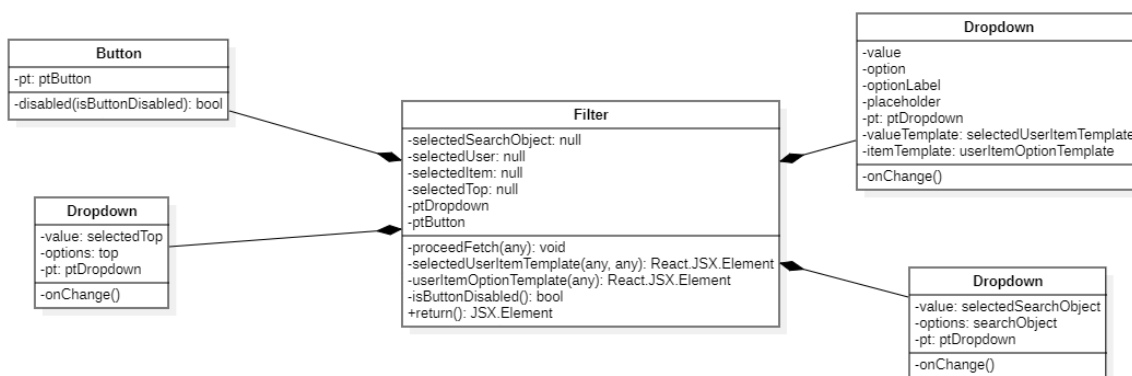 Button
-pt: ptButton
-disabled(isButtonDisabled): bool
Dropdown
-value: selectedTop
-options: top
-pt: ptDropdown
-onChange()
Filter
-selectedSearchObject: null
-selectedUser: null
-selectedItem: null
-selectedTop: null
-ptDropdown
-ptButton
-proceedFetch(any): void
-selectedUserItemTemplate(any, any): React.JSX.Element
-userItemOptionTemplate(any): React.JSX.Element
-isButtonDisabled(): bool
+return(): JSX.Element
Dropdown
-value
-option
-optionLabel
-placeholder
-pt: ptDropdown
-valueTemplate: selectedUserItemTemplate
-itemTemplate: userItemOptionTemplate
-onChange()
Dropdown
-value: selectedSearchObject
-options: searchObject
-pt: ptDropdown
-onChange()